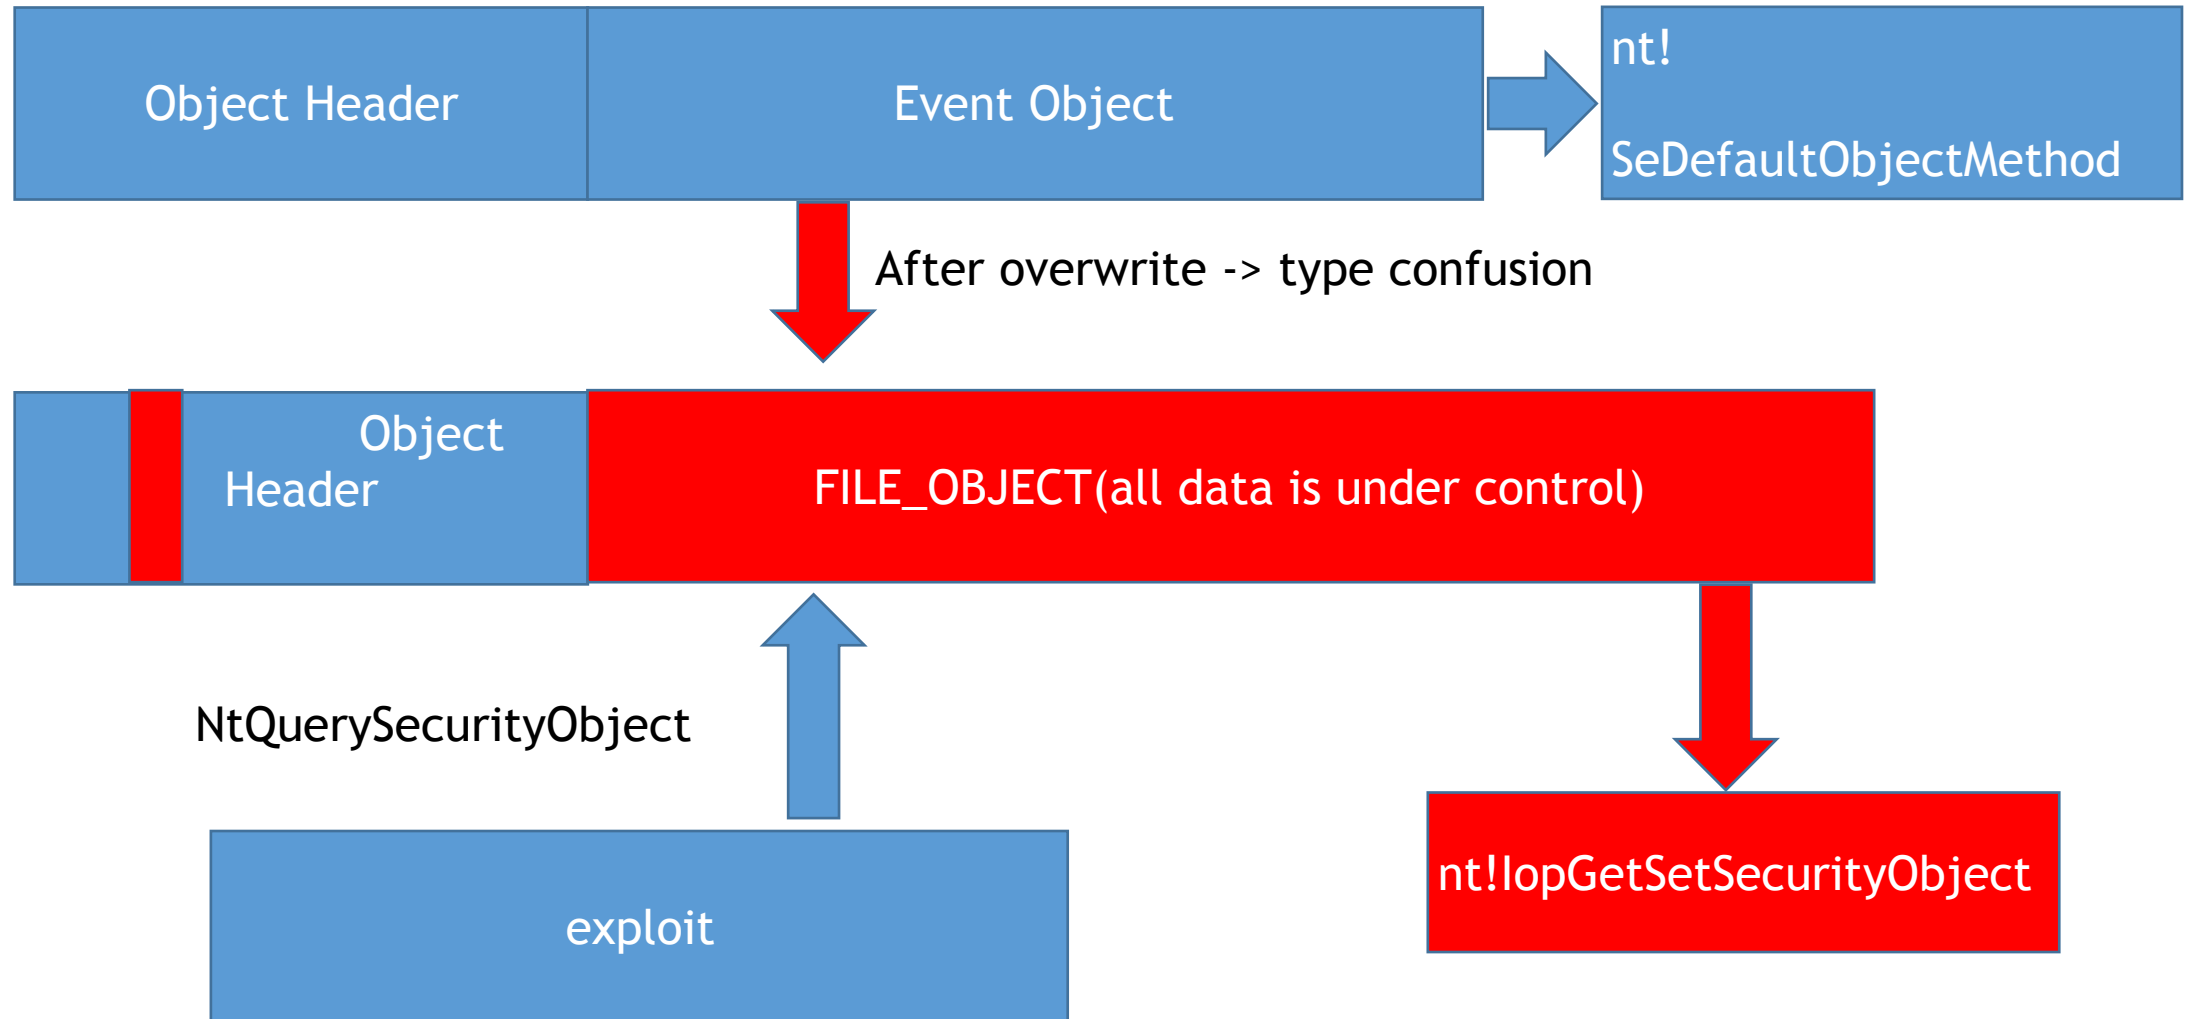 Object Header
Event Object
nt!
SeDefaultObjectMethod
After overwrite -> type confusion
Object
Header
FILE_OBJECT(all data is under control)
NtQuerySecurityObject
nt!IopGetSetSecurityObject
exploit